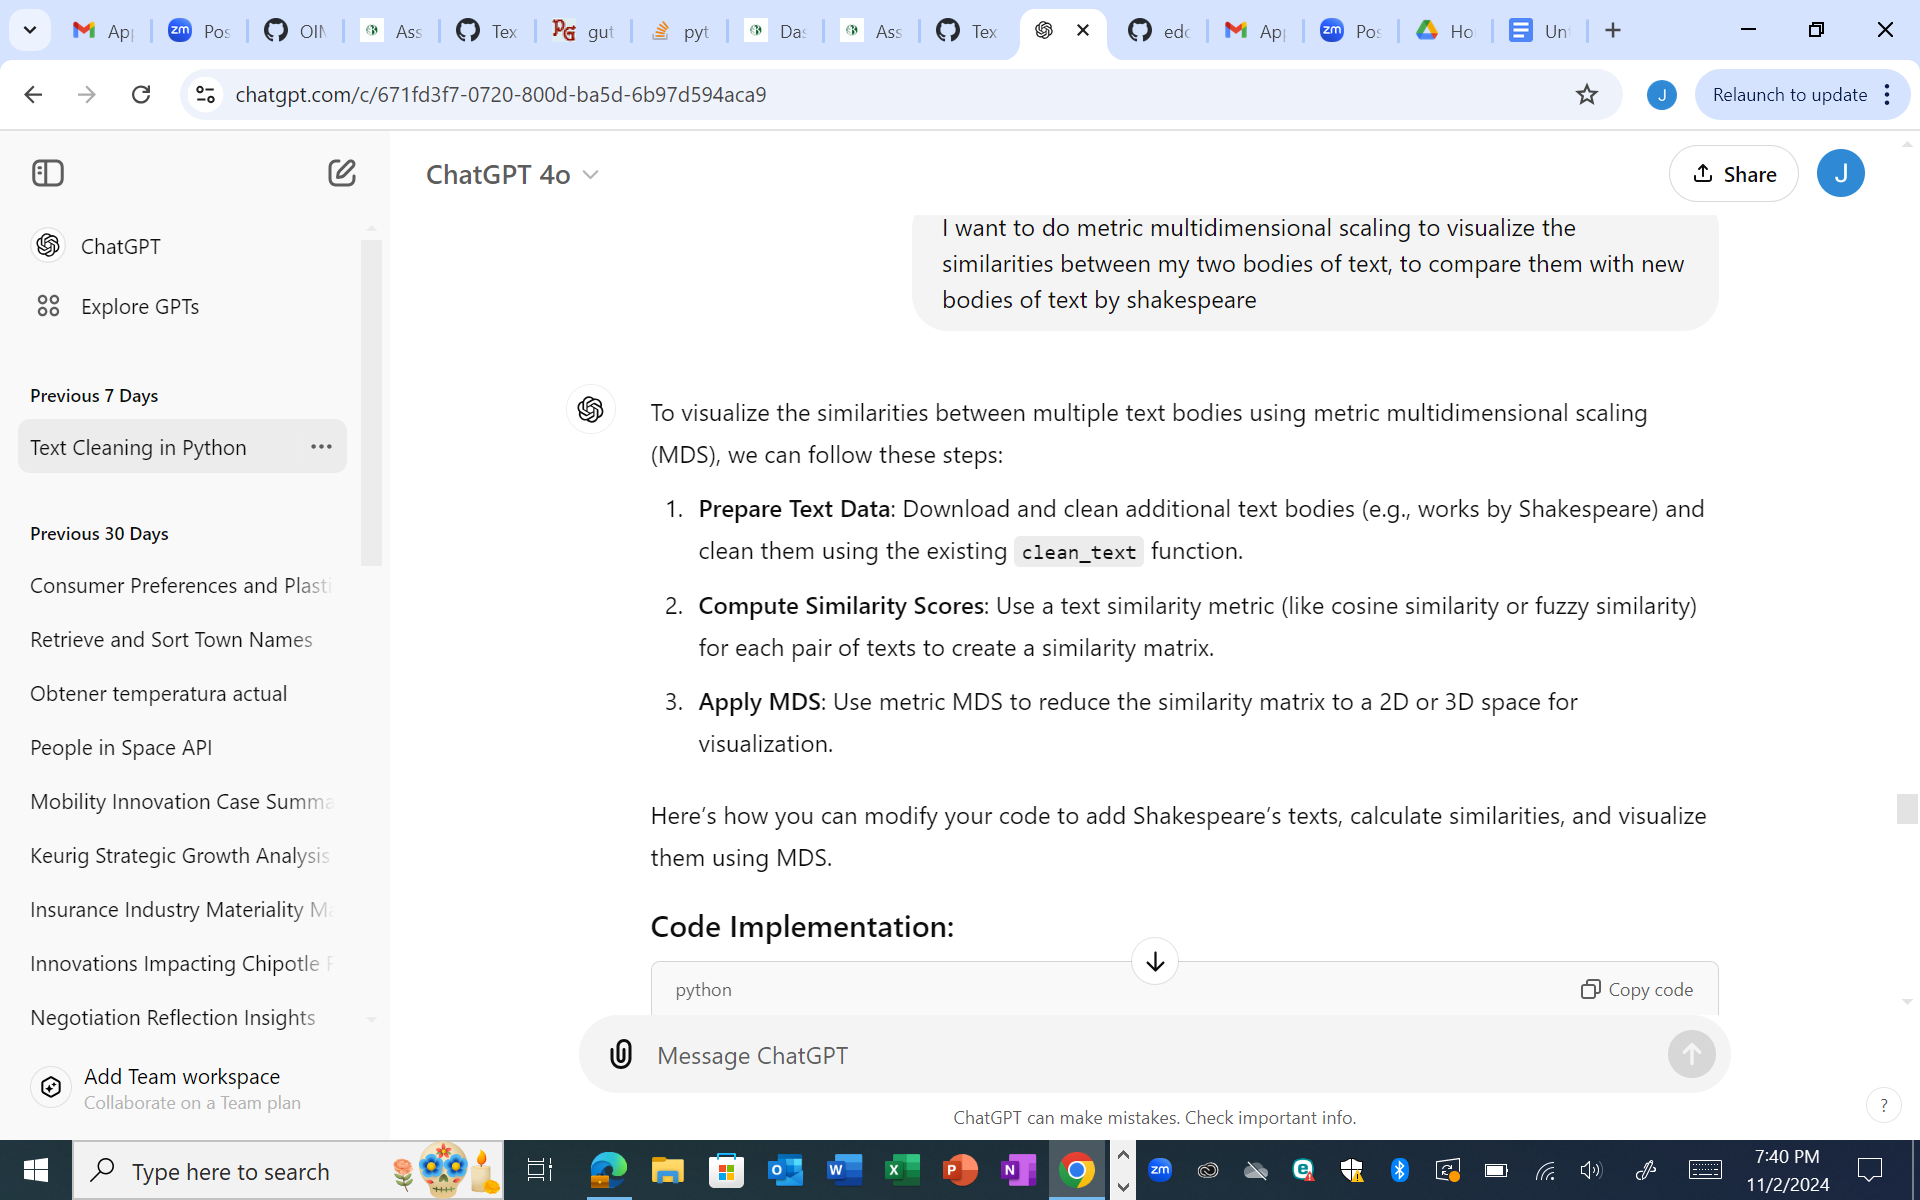 App
Pos
OIM
Ass
Tex
gut
pyt
Das
Ass
Tex
edo
App
Pos
Ho
Unt
chatgpt.com/c/671fd3f7-0720-800d-ba5d-6b97d594aca9
J
Relaunch to update
ChatGPT 4o
Share
J
ChatGPT
Explore GPTs
Previous 7 Days
Text Cleaning in Python
Previous 30 Days
Consumer Preferences and Plasti
Retrieve and Sort Town Names
Obtener temperatura actual
People in Space API
Mobility Innovation Case Summa
Keurig Strategic Growth Analysis
Insurance Industry Materiality Ma
Innovations Impacting Chipotle F
Negotiation Reflection Insights
Add Team workspace
Collaborate on a Team plan
I want to do metric multidimensional scaling to visualize the
similarities between my two bodies of text, to compare them with new
bodies of text by shakespeare
To visualize the similarities between multiple text bodies using metric multidimensional scaling
(MDS), we can follow these steps:
1. Prepare Text Data: Download and clean additional text bodies (e.g., works by Shakespeare) and
clean them using the existing clean_text function.
2. Compute Similarity Scores: Use a text similarity metric (like cosine similarity or fuzzy similarity)
for each pair of texts to create a similarity matrix.
3. Apply MDS: Use metric MDS to reduce the similarity matrix to a 2D or 3D space for
visualization.
Here’s how you can modify your code to add Shakespeare’s texts, calculate similarities, and visualize
them using MDS.
Code Implementation:
python
Copy code
Message ChatGPT
ChatGPT can make mistakes. Check important info.
?
Type here to search
7:40 PM
11/2/2024